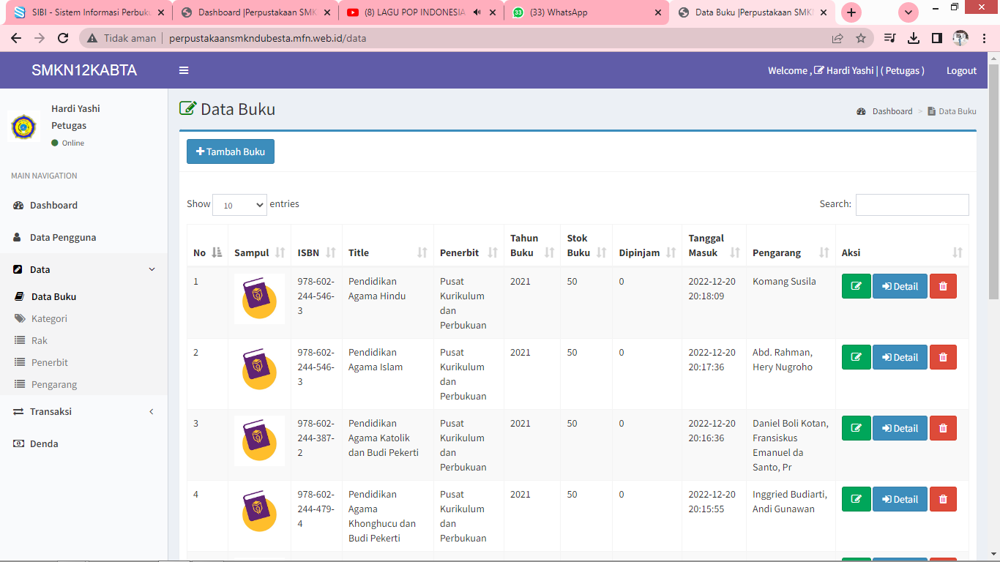 SIBI - Sistem Informasi Perbuku
Dashboard |Perpustakaan SMK
(8) LAGU POP INDONESIA
(33) WhatsApp
Data Buku |Perpustakaan SMK
Tidak aman | perpustakaansmkndubesta.mfn.web.id/data
SMKN12KABTA
Welcome , Hardi Yashi | ( Petugas )
Logout
Hardi Yashi
Petugas
Online
MAIN NAVIGATION
Dashboard
Data Pengguna
Data
Data Buku
Kategori
Rak
Penerbit
Pengarang
Transaksi
Denda
Data Buku
Dashboard > Data Buku
Tambah Buku
Show 10 entries
Search:
No Sampul ISBN Title Penerbit Tahun Buku Stok Buku Dipinjam Tanggal Masuk Pengarang Aksi
1 978-602-244-546-3 Pendidikan Agama Hindu Pusat Kurikulum dan Perbukuan 2021 50 0 2022-12-20 20:18:09 Komang Susila Detail
2 978-602-244-546-3 Pendidikan Agama Islam Pusat Kurikulum dan Perbukuan 2021 50 0 2022-12-20 20:17:36 Abd. Rahman, Hery Nugroho Detail
3 978-602-244-387-2 Pendidikan Agama Katolik dan Budi Pekerti Pusat Kurikulum dan Perbukuan 2021 50 0 2022-12-20 20:16:36 Daniel Boli Kotan, Fransiskus Emanuel da Santo, Pr Detail
4 978-602-244-479-4 Pendidikan Agama Khonghucu dan Budi Pekerti Pusat Kurikulum dan Perbukuan 2021 50 0 2022-12-20 20:15:55 Inggried Budiarti, Andi Gunawan Detail